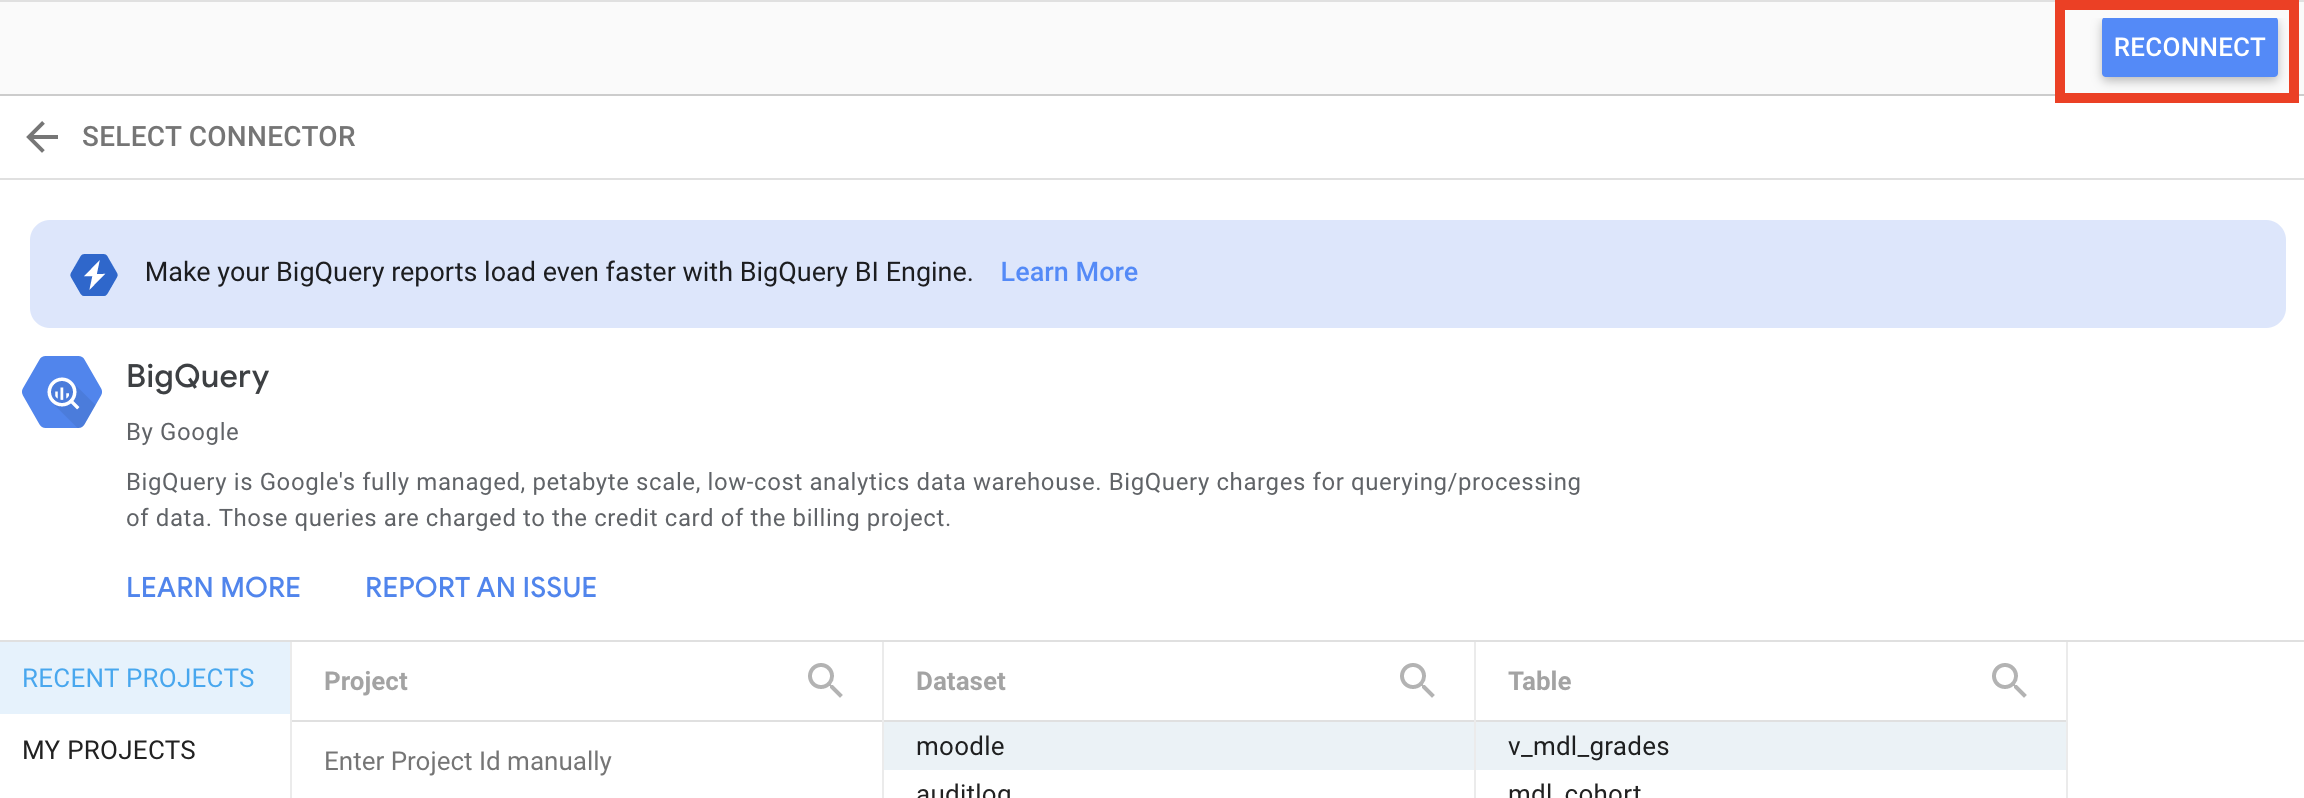 RECONNECT
SELECT CONNECTOR
Make your BigQuery reports load even faster with BigQuery BI Engine. Learn More
BigQuery
By Google
BigQuery is Google's fully managed, petabyte scale, low-cost analytics data warehouse. BigQuery charges for querying/processing
of data. Those queries are charged to the credit card of the billing project.
LEARN MORE REPORT AN ISSUE
RECENT PROJECTS Project Dataset Table
MY PROJECTS Enter Project Id manually moodle v_mdl_grades
auditlog mdl_cohort